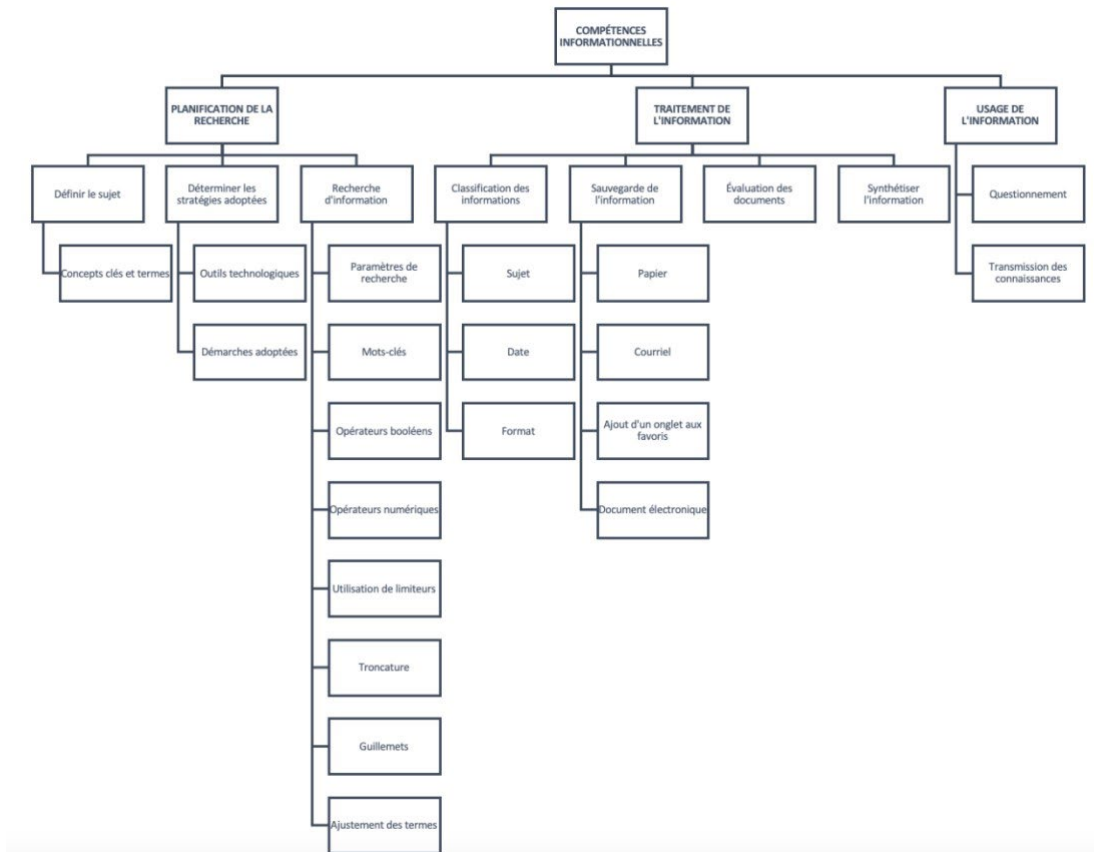 COMPÉTENCES
INFORMATIONNELLES
PLANIFICATION DE LA
RECHERCHE
TRAITEMENT DE
L'INFORMATION
USAGE DE
L'INFORMATION
Définir le sujet
Déterminer les
stratégies adoptées
Recherche
d'information
Classification des
informations
Sauvegarde de
l'information
Évaluation des
documents
Synthétiser
l'information
Questionnement
Concepts clés et termes
Outils technologiques
Paramètres de
recherche
Sujet
Papier
Transmission des
connaissances
Démarches adoptées
Mots-clés
Date
Courriel
Opérateurs booléens
Format
Ajout d'un onglet aux
favoris
Opérateurs numériques
Document électronique
Utilisation de limiteurs
Troncature
Guillemets
Ajustement des termes